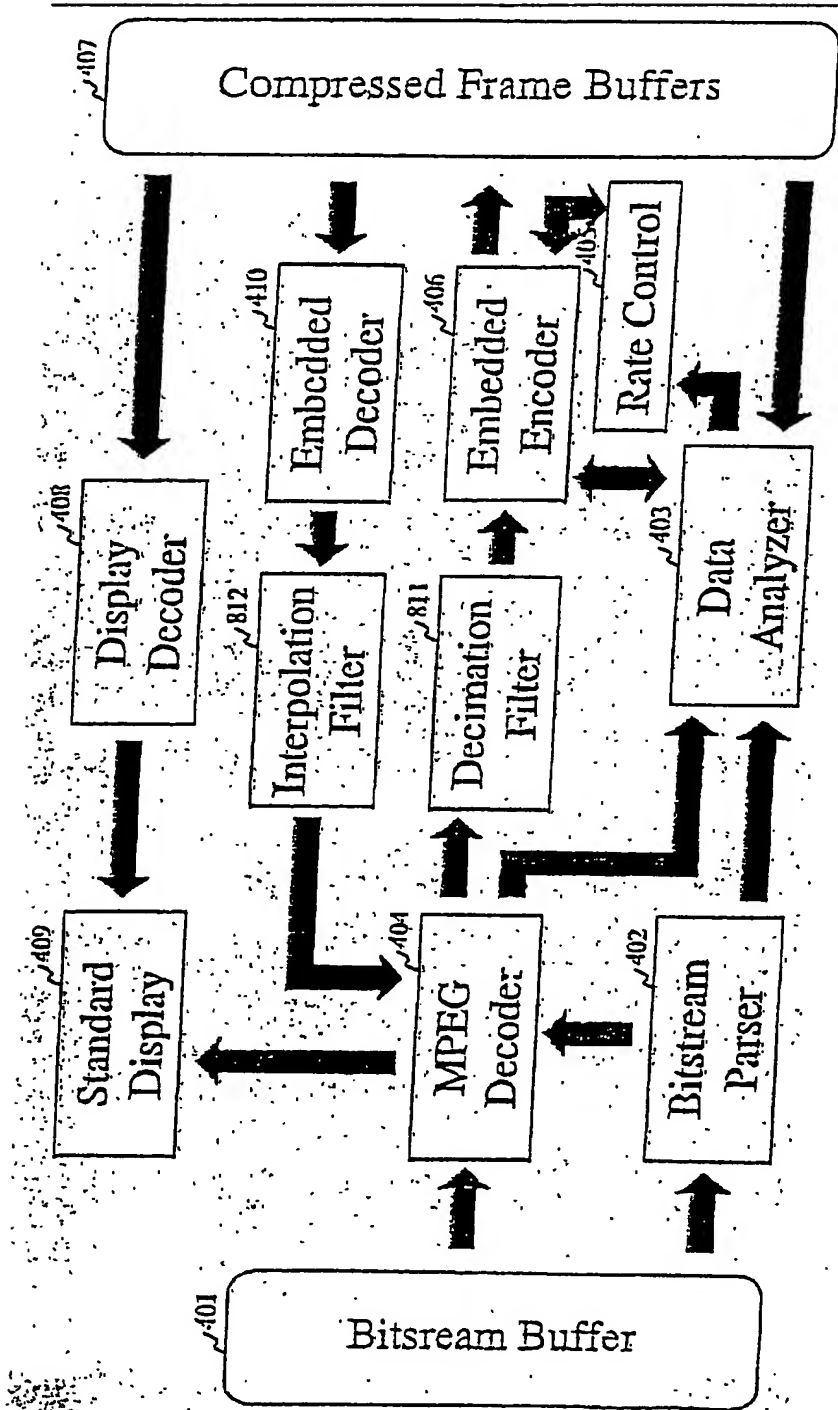 401
Bitsream Buffer
409
Standard
Display
408
Display
Decoder
407
Compressed Frame Buffers
812
Interpolation
Filter
410
Embedded
Decoder
404
MPEG
Decoder
811
Decimation
Filter
406
Embedded
Encoder
405
Rate Control
402
Bitstream
Parser
403
Data
Analyzer